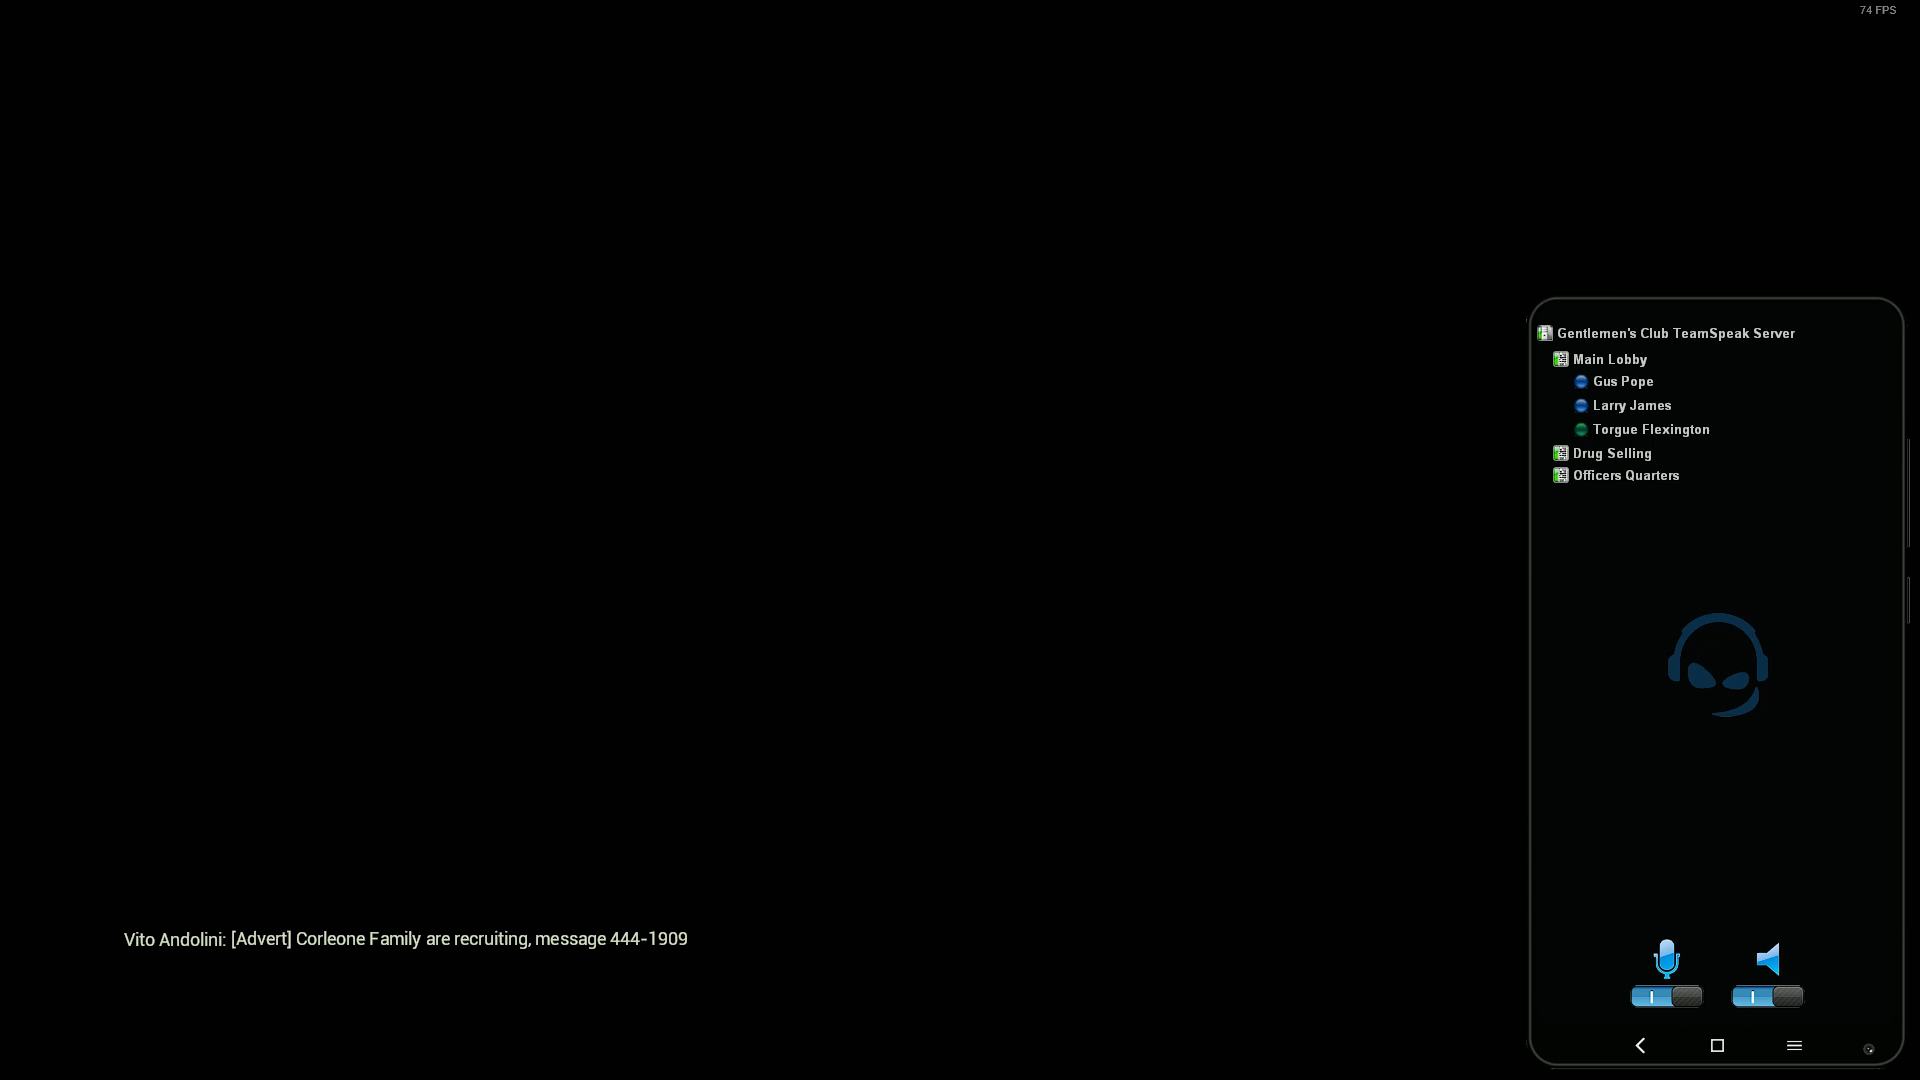 74 FPS
Gentlemen's Club TeamSpeak Server
Main Lobby
Gus Pope
Larry James
Torgue Flexington
Drug Selling
Officers Quarters
Vito Andolini: [Advert] Corleone Family are recruiting, message 444-1909